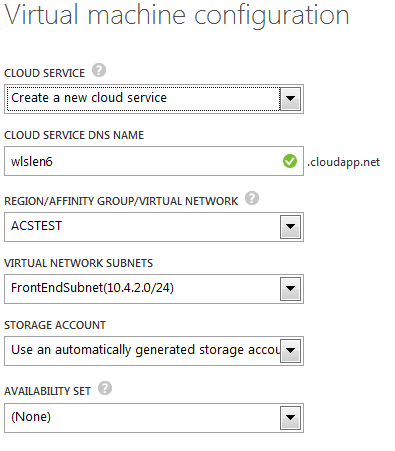 Virtual machine configuration
CLOUD SERVICE ?
Create a new cloud service
CLOUD SERVICE DNS NAME
wlslen6 .cloudapp.net
REGION/AFFINITY GROUP/VIRTUAL NETWORK ?
ACSTEST
VIRTUAL NETWORK SUBNETS
FrontEndSubnet(10.4.2.0/24)
STORAGE ACCOUNT
Use an automatically generated storage accou
AVAILABILITY SET ?
(None)